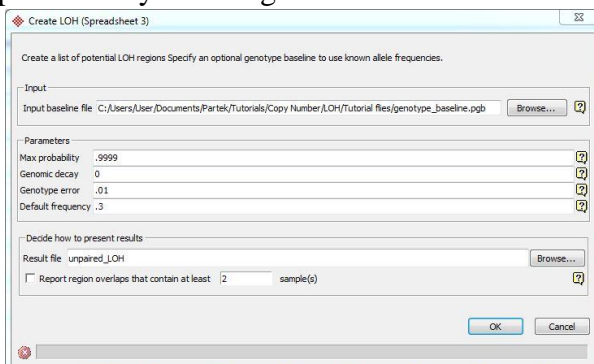 Create LOH (Spreadsheet 3)
Create a list of potential LOH regions Specify an optional genotype baseline to use known allele frequencies.
Input
Input baseline file C:/Users/User/Documents/Partek/Tutorials/Copy Number/LOH/Tutorial files/genotype_baseline.pgb Browse... ?
Parameters
Max probability .9999 ?
Genomic decay 0 ?
Genotype error .01 ?
Default frequency .3 ?
Decide how to present results
Result file unpaired_LOH Browse...
Report region overlaps that contain at least 2 sample(s) ?
OK Cancel